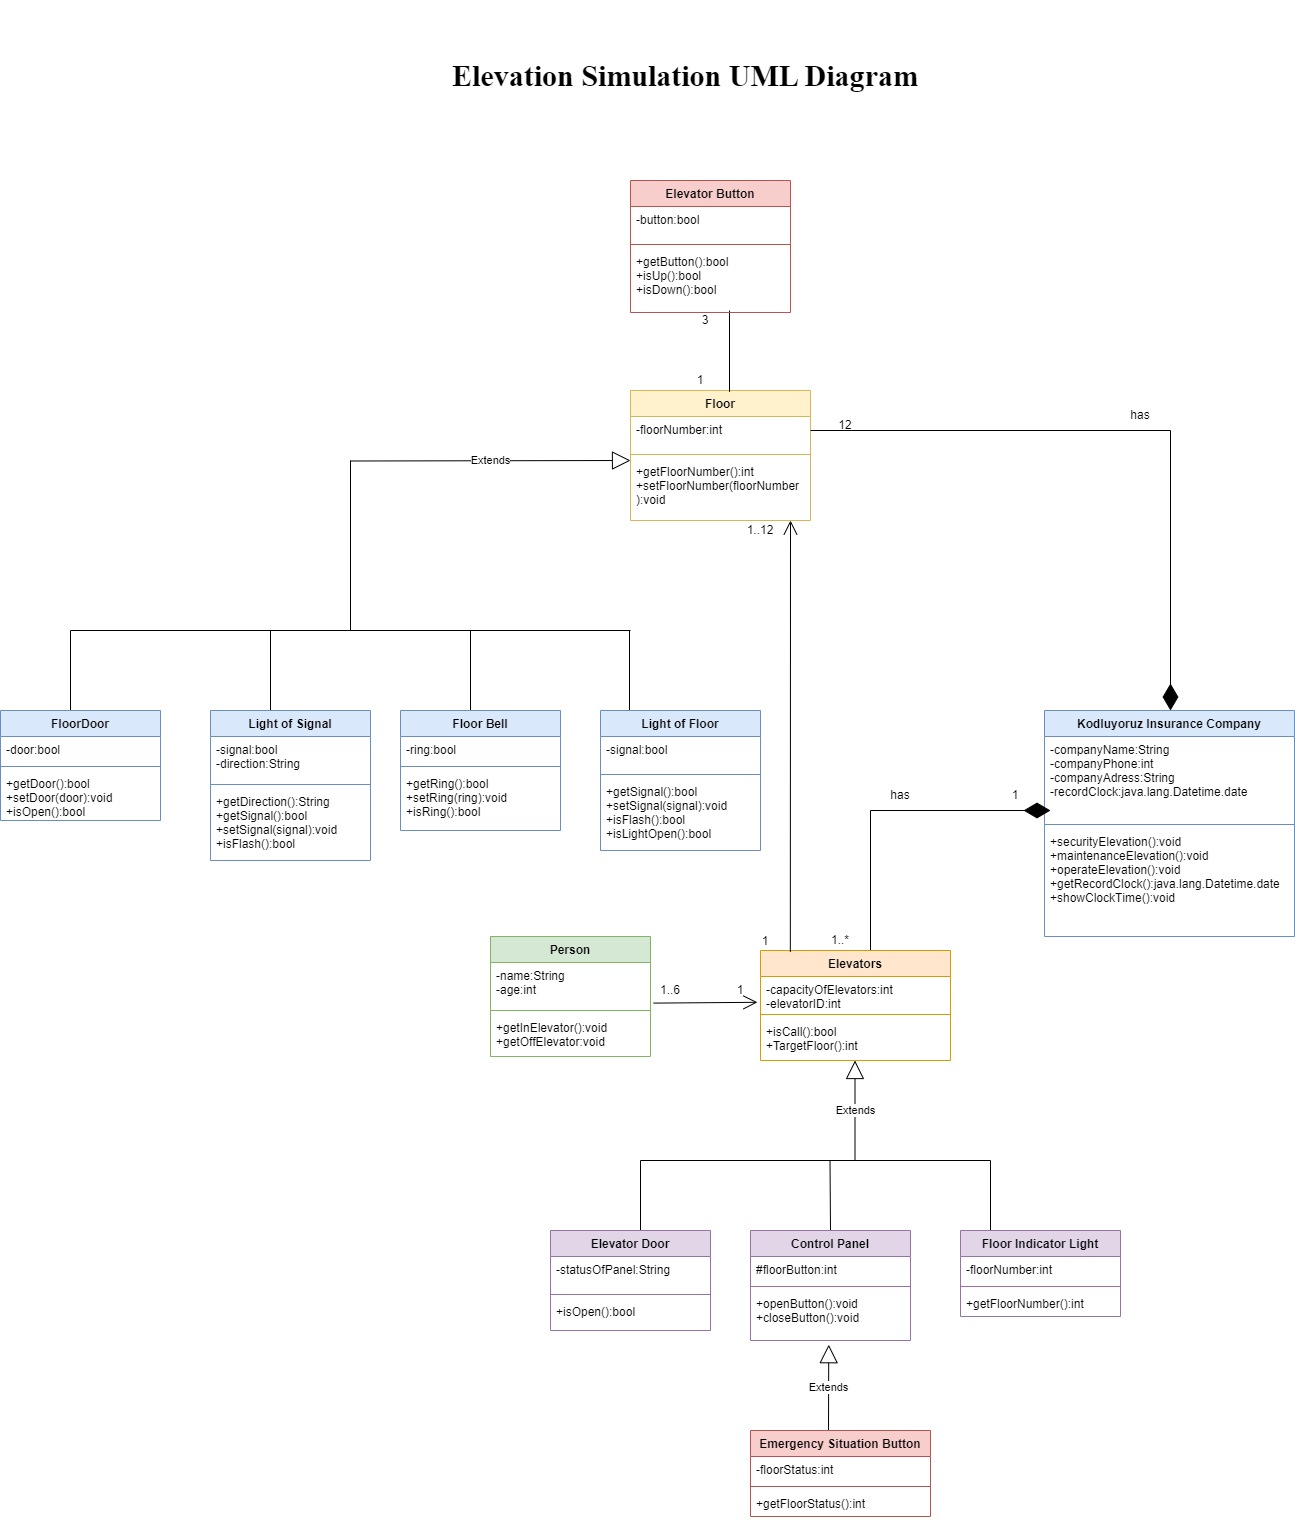 Elevation Simulation UML Diagram
Elevator Button
-button:bool
+getButton():bool
+isUp():bool
+isDown():bool
3
1
Floor
-floorNumber:int
+getFloorNumber():int
+setFloorNumber(floorNumber
):void
12
has
Extends
1..12
FloorDoor
-door:bool
+getDoor():bool
+setDoor(door):void
+isOpen():bool
Light of Signal
-signal:bool
-direction:String
+getDirection():String
+getSignal():bool
+setSignal(signal):void
+isFlash():bool
Floor Bell
-ring:bool
+getRing():bool
+setRing(ring):void
+isRing():bool
Light of Floor
-signal:bool
+getSignal():bool
+setSignal(signal):void
+isFlash():bool
+isLightOpen():bool
Kodluyoruz Insurance Company
-companyName:String
-companyPhone:int
-companyAdress:String
-recordClock:java.lang.Datetime.date
+securityElevation():void
+maintenanceElevation():void
+operateElevation():void
+getRecordClock():java.lang.Datetime.date
+showClockTime():void
has
1
1
1..*
Person
-name:String
-age:int
+getInElevator():void
+getOffElevator:void
1..6
1
Elevators
-capacityOfElevators:int
-elevatorID:int
+isCall():bool
+TargetFloor():int
Extends
Elevator Door
-statusOfPanel:String
+isOpen():bool
Control Panel
#floorButton:int
+openButton():void
+closeButton():void
Floor Indicator Light
-floorNumber:int
+getFloorNumber():int
Extends
Emergency Situation Button
-floorStatus:int
+getFloorStatus():int